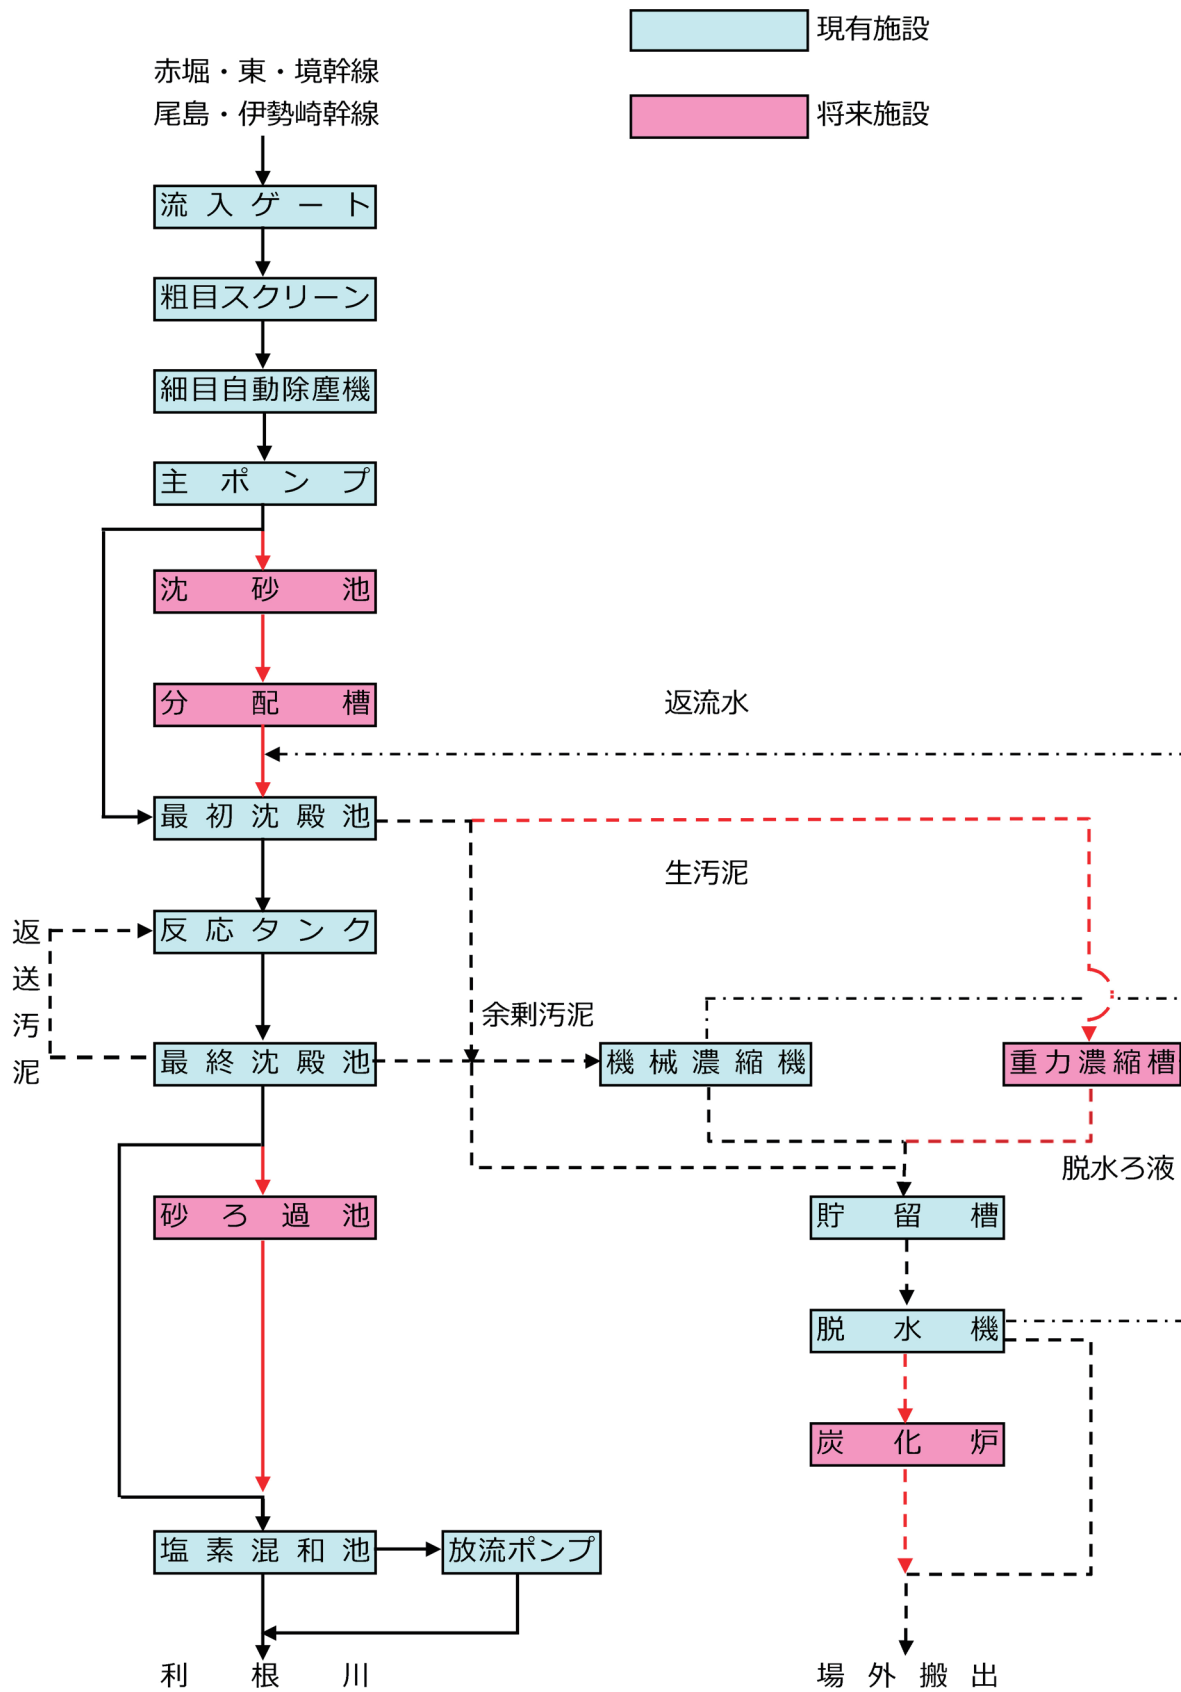 現有施設
将来施設
赤堀・東・境幹線
尾島・伊勢崎幹線
流入ゲート
粗目スクリーン
細目自動除塵機
主ポンプ
沈砂池
分配槽
返流水
最初沈殿池
生汚泥
反応タンク
返送汚泥
余剰汚泥
最終沈殿池
機械濃縮機
重力濃縮槽
脱水ろ液
砂ろ過池
貯留槽
脱水機
炭化炉
塩素混和池
放流ポンプ
利根川
場外搬出